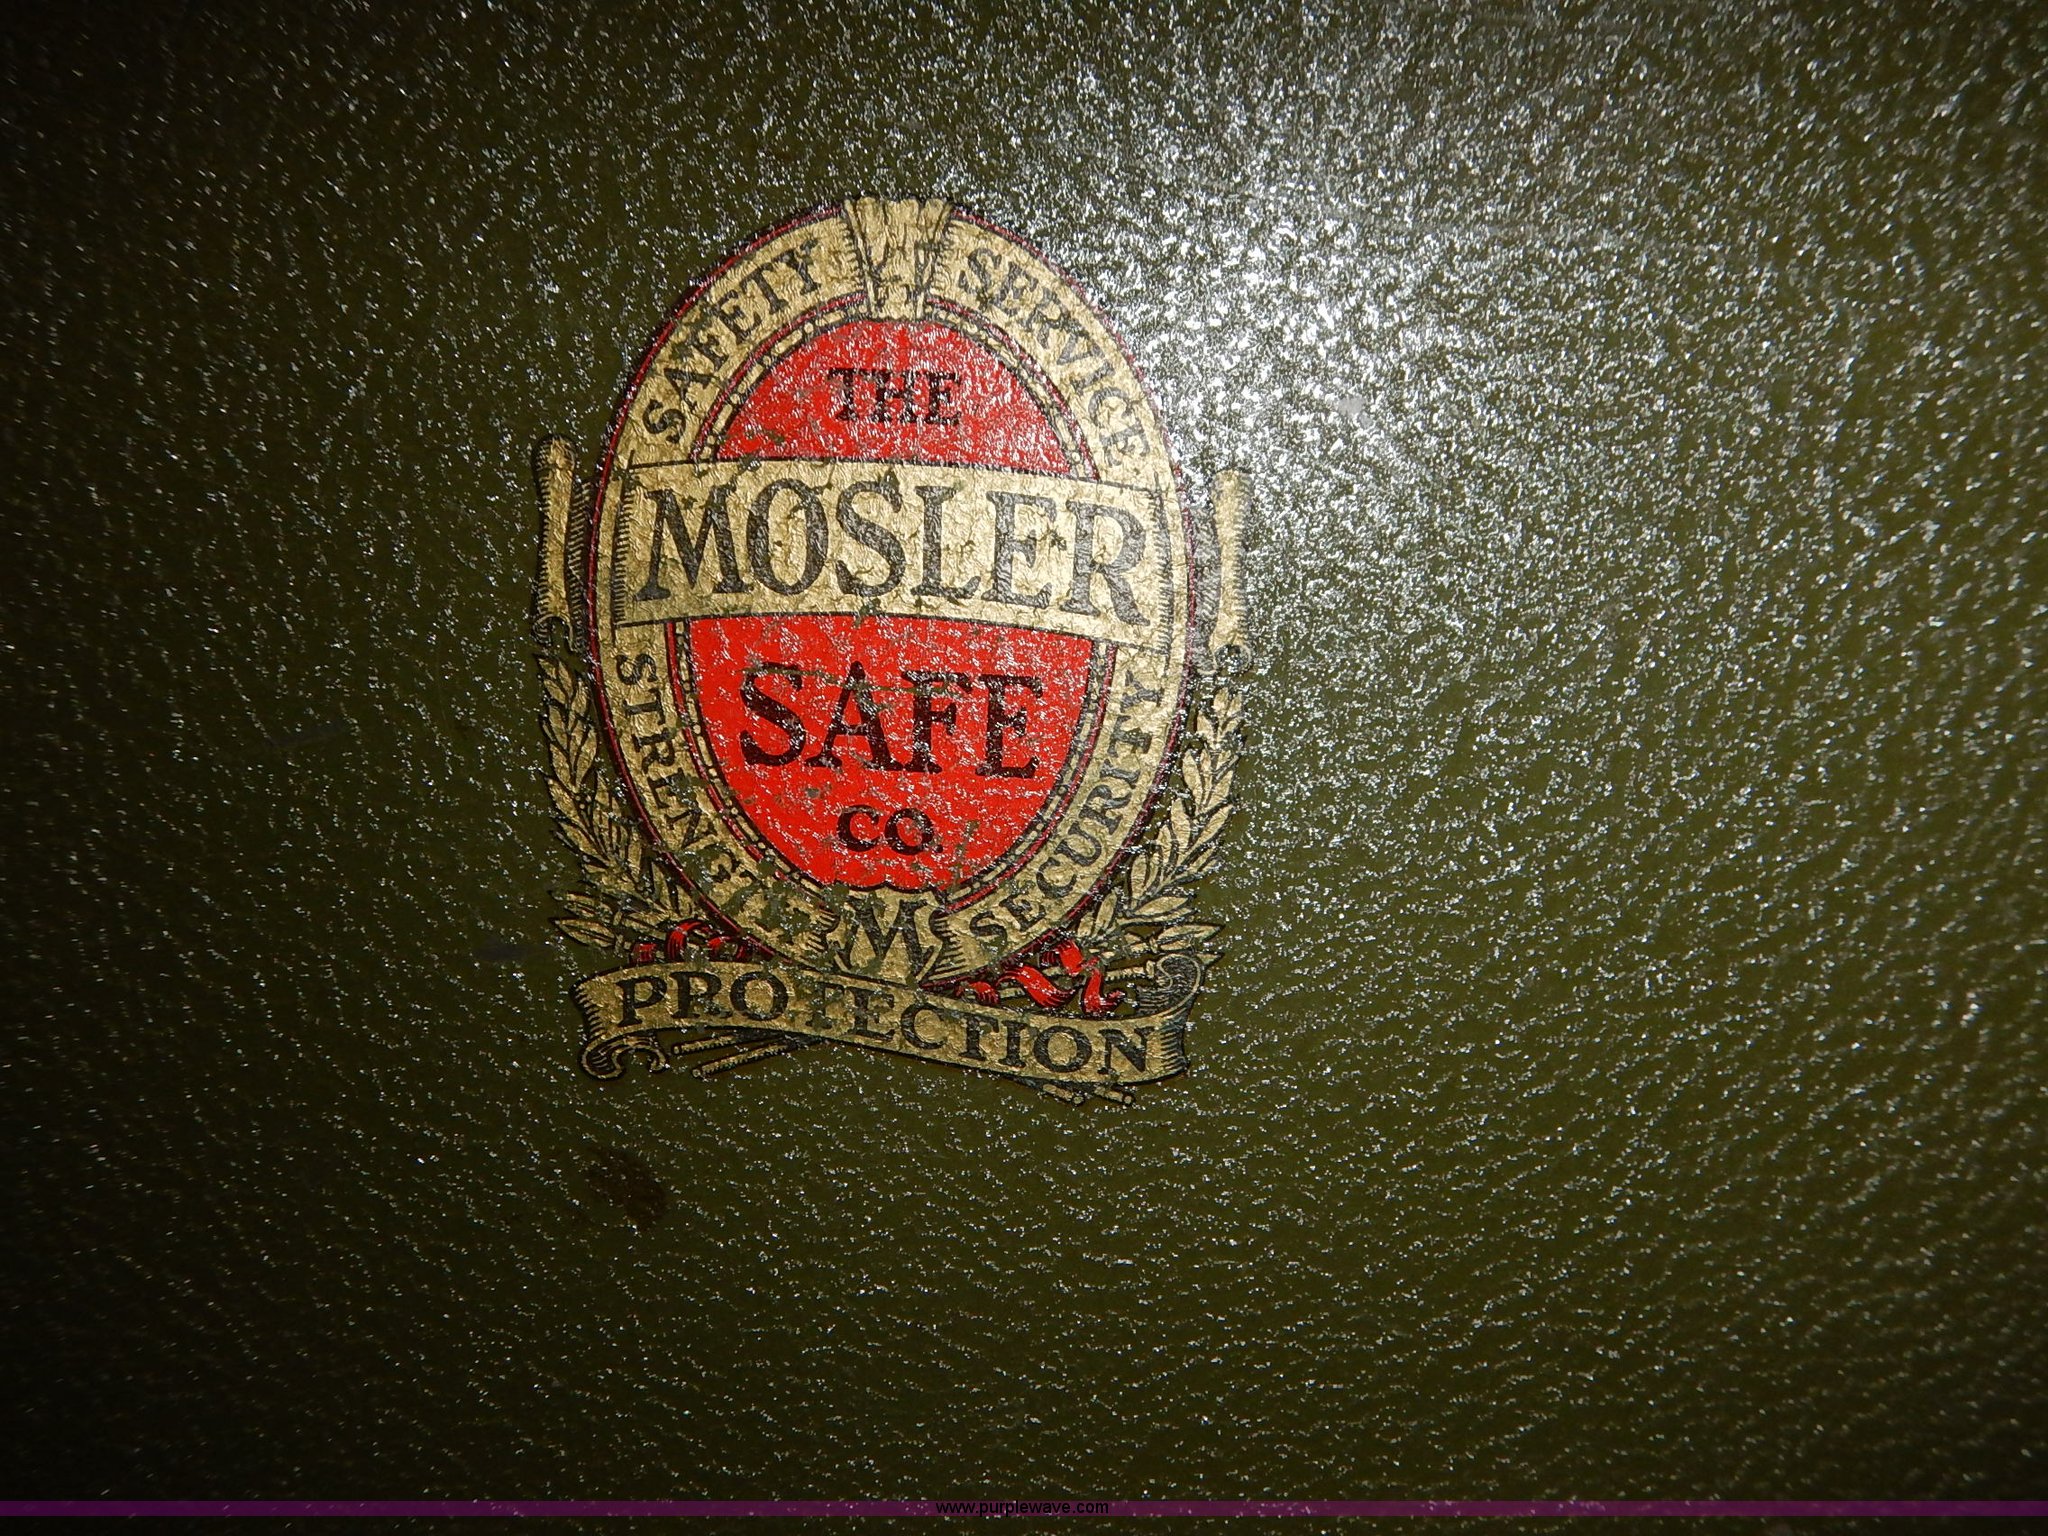 SAFETY SERVICE
THE
MOSLER
SAFE
CO.
STRENGTH SECURITY
M
PROTECTION
www.purplewave.com